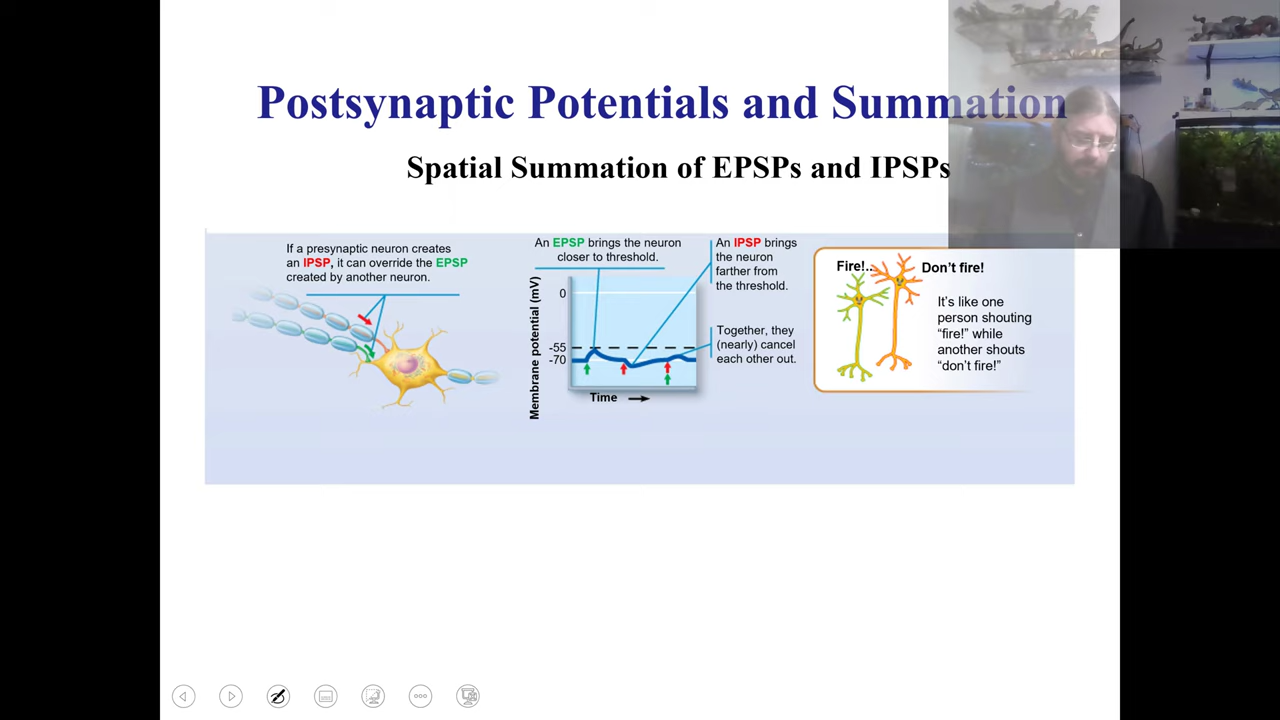 Postsynaptic Potentials and Summation
Spatial Summation of EPSPs and IPSPs
If a presynaptic neuron creates
an IPSP, it can override the EPSP
created by another neuron.
An EPSP brings the neuron
closer to threshold.
An IPSP brings
the neuron
farther from
the threshold.
Together, they
(nearly) cancel
each other out.
Membrane potential (mV)
0
-55
-70
Time
Fire!..
Don't fire!
It's like one
person shouting
“fire!” while
another shouts
“don't fire!”